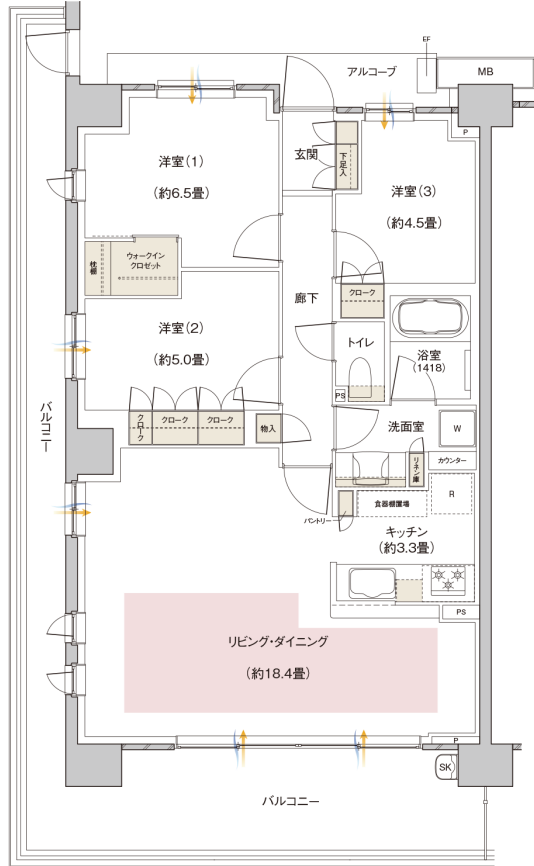 EF
アルコーブ
MB
P
玄関
下足入
洋室(1)
(約6.5畳)
洋室(3)
(約4.5畳)
枕棚
ウォークイン
クロゼット
クローク
廊下
洋室(2)
(約5.0畳)
トイレ
浴室
(1418)
PS
バルコニー
クローク
クローク
クローク
物入
洗面室
W
リネン庫
カウンター
R
食器棚置場
パントリー
キッチン
(約3.3畳)
PS
リビング・ダイニング
(約18.4畳)
P
SK
バルコニー